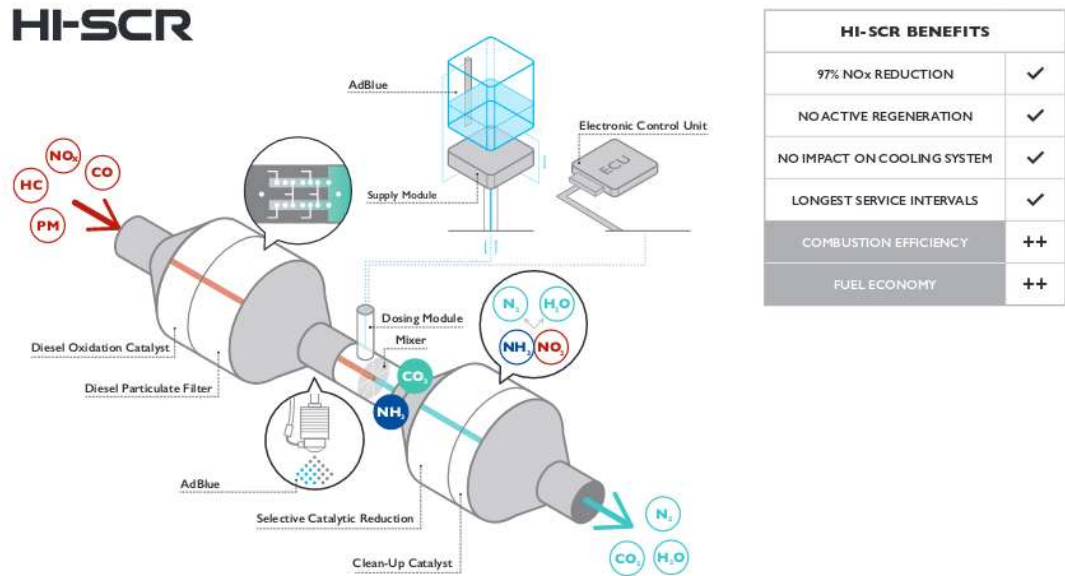 HI-SCR
AdBlue
Electronic Control Unit
ECU
Supply Module
NOx
HC
CO
PM
Dosing Module
Mixer
N₂
H₂O
NH₃
NO₂
CO₂
NH₃
Diesel Oxidation Catalyst
Diesel Particulate Filter
AdBlue
Selective Catalytic Reduction
Clean-Up Catalyst
N₂
CO₂
H₂O
HI-SCR BENEFITS
97% NOx REDUCTION ✓
NO ACTIVE REGENERATION ✓
NO IMPACT ON COOLING SYSTEM ✓
LONGEST SERVICE INTERVALS ✓
COMBUSTION EFFICIENCY ++
FUEL ECONOMY ++